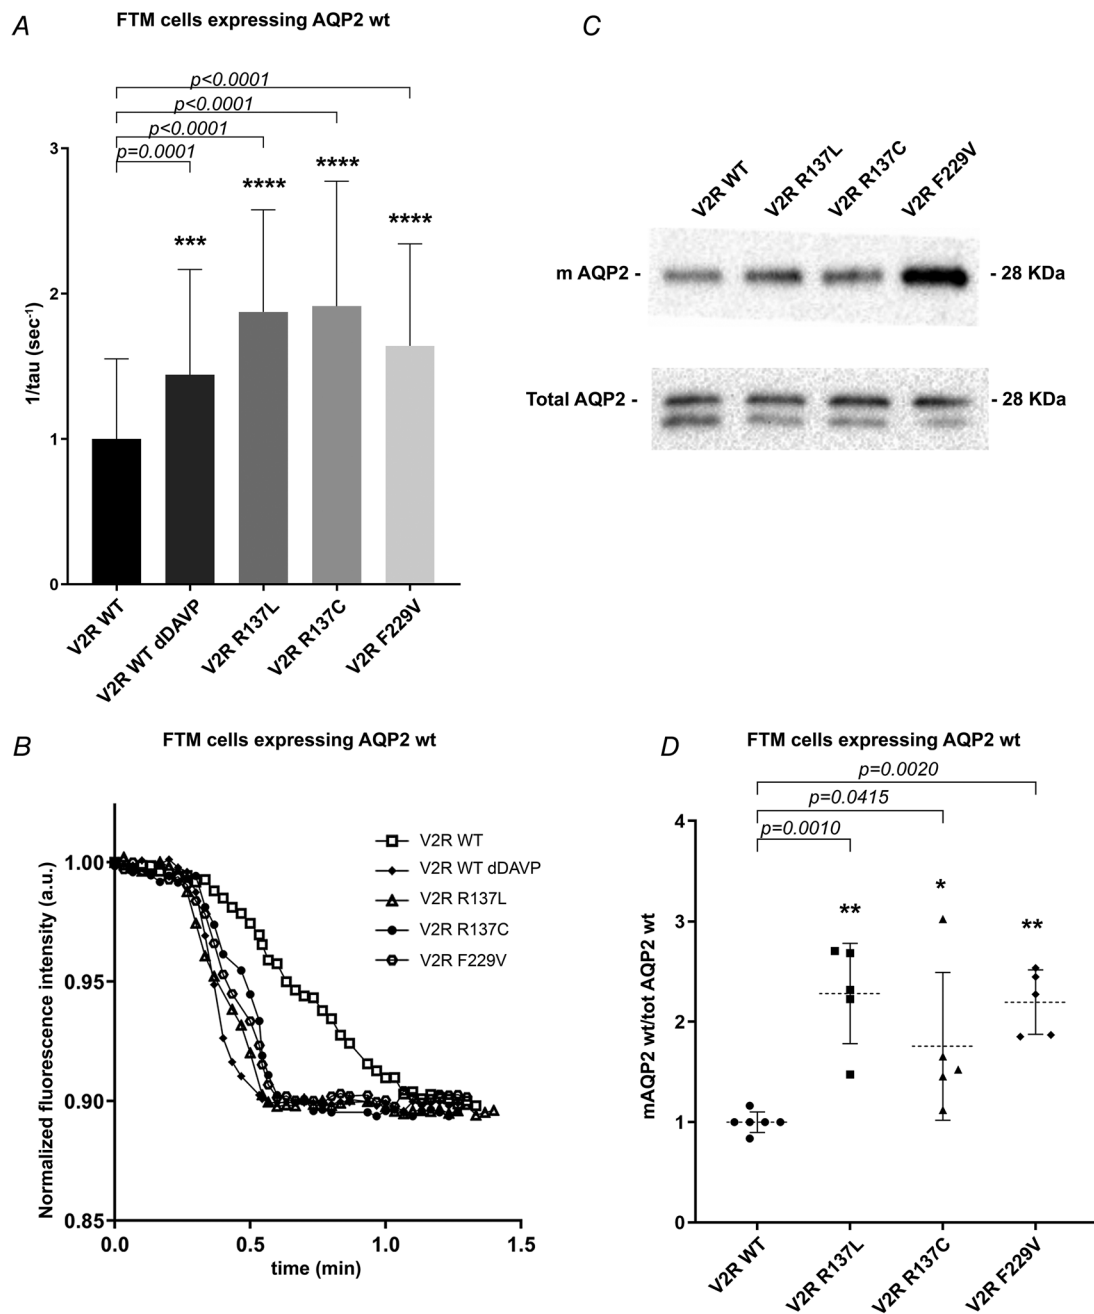 A
FTM cells expressing AQP2 wt
p<0.0001
p<0.0001
p<0.0001
p=0.0001
***
****
****
****
3
2
1
0
1/tau (sec⁻¹)
V2R WT
V2R WT dDAVP
V2R R137L
V2R R137C
V2R F229V
C
V2R WT
V2R R137L
V2R R137C
V2R F229V
m AQP2 -
- 28 KDa
Total AQP2 -
- 28 KDa
B
FTM cells expressing AQP2 wt
V2R WT
V2R WT dDAVP
V2R R137L
V2R R137C
V2R F229V
1.00
0.95
0.90
0.85
Normalized fluorescence intensity (a.u.)
0.0
0.5
1.0
1.5
time (min)
D
FTM cells expressing AQP2 wt
p=0.0020
p=0.0415
p=0.0010
**
*
**
4
3
2
1
0
mAQP2 wt/tot AQP2 wt
V2R WT
V2R R137L
V2R R137C
V2R F229V